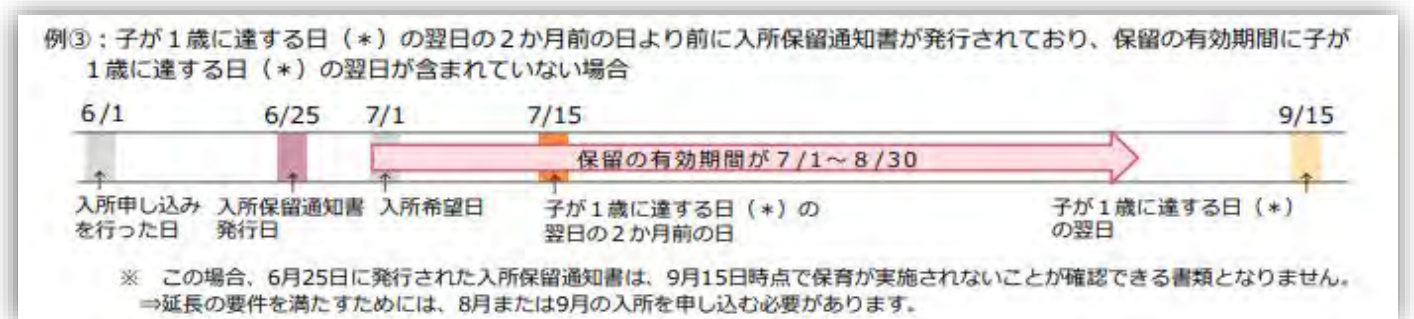 例③：子が１歳に達する日（＊）の翌日の２か月前の日より前に入所保留通知書が発行されており、保留の有効期間に子が
１歳に達する日（＊）の翌日が含まれていない場合
6/1 6/25 7/1 7/15 9/15
保留の有効期間が７/１～８/30
↑ ↑ ↑ ↑ ↑
入所申し込み 入所保留通知書 入所希望日 子が１歳に達する日（＊）の 子が１歳に達する日（＊）
を行った日 発行日 翌日の２か月前の日 の翌日
※　この場合、6月25日に発行された入所保留通知書は、9月15日時点で保育が実施されないことが確認できる書類となりません。
⇒延長の要件を満たすためには、8月または9月の入所を申し込む必要があります。